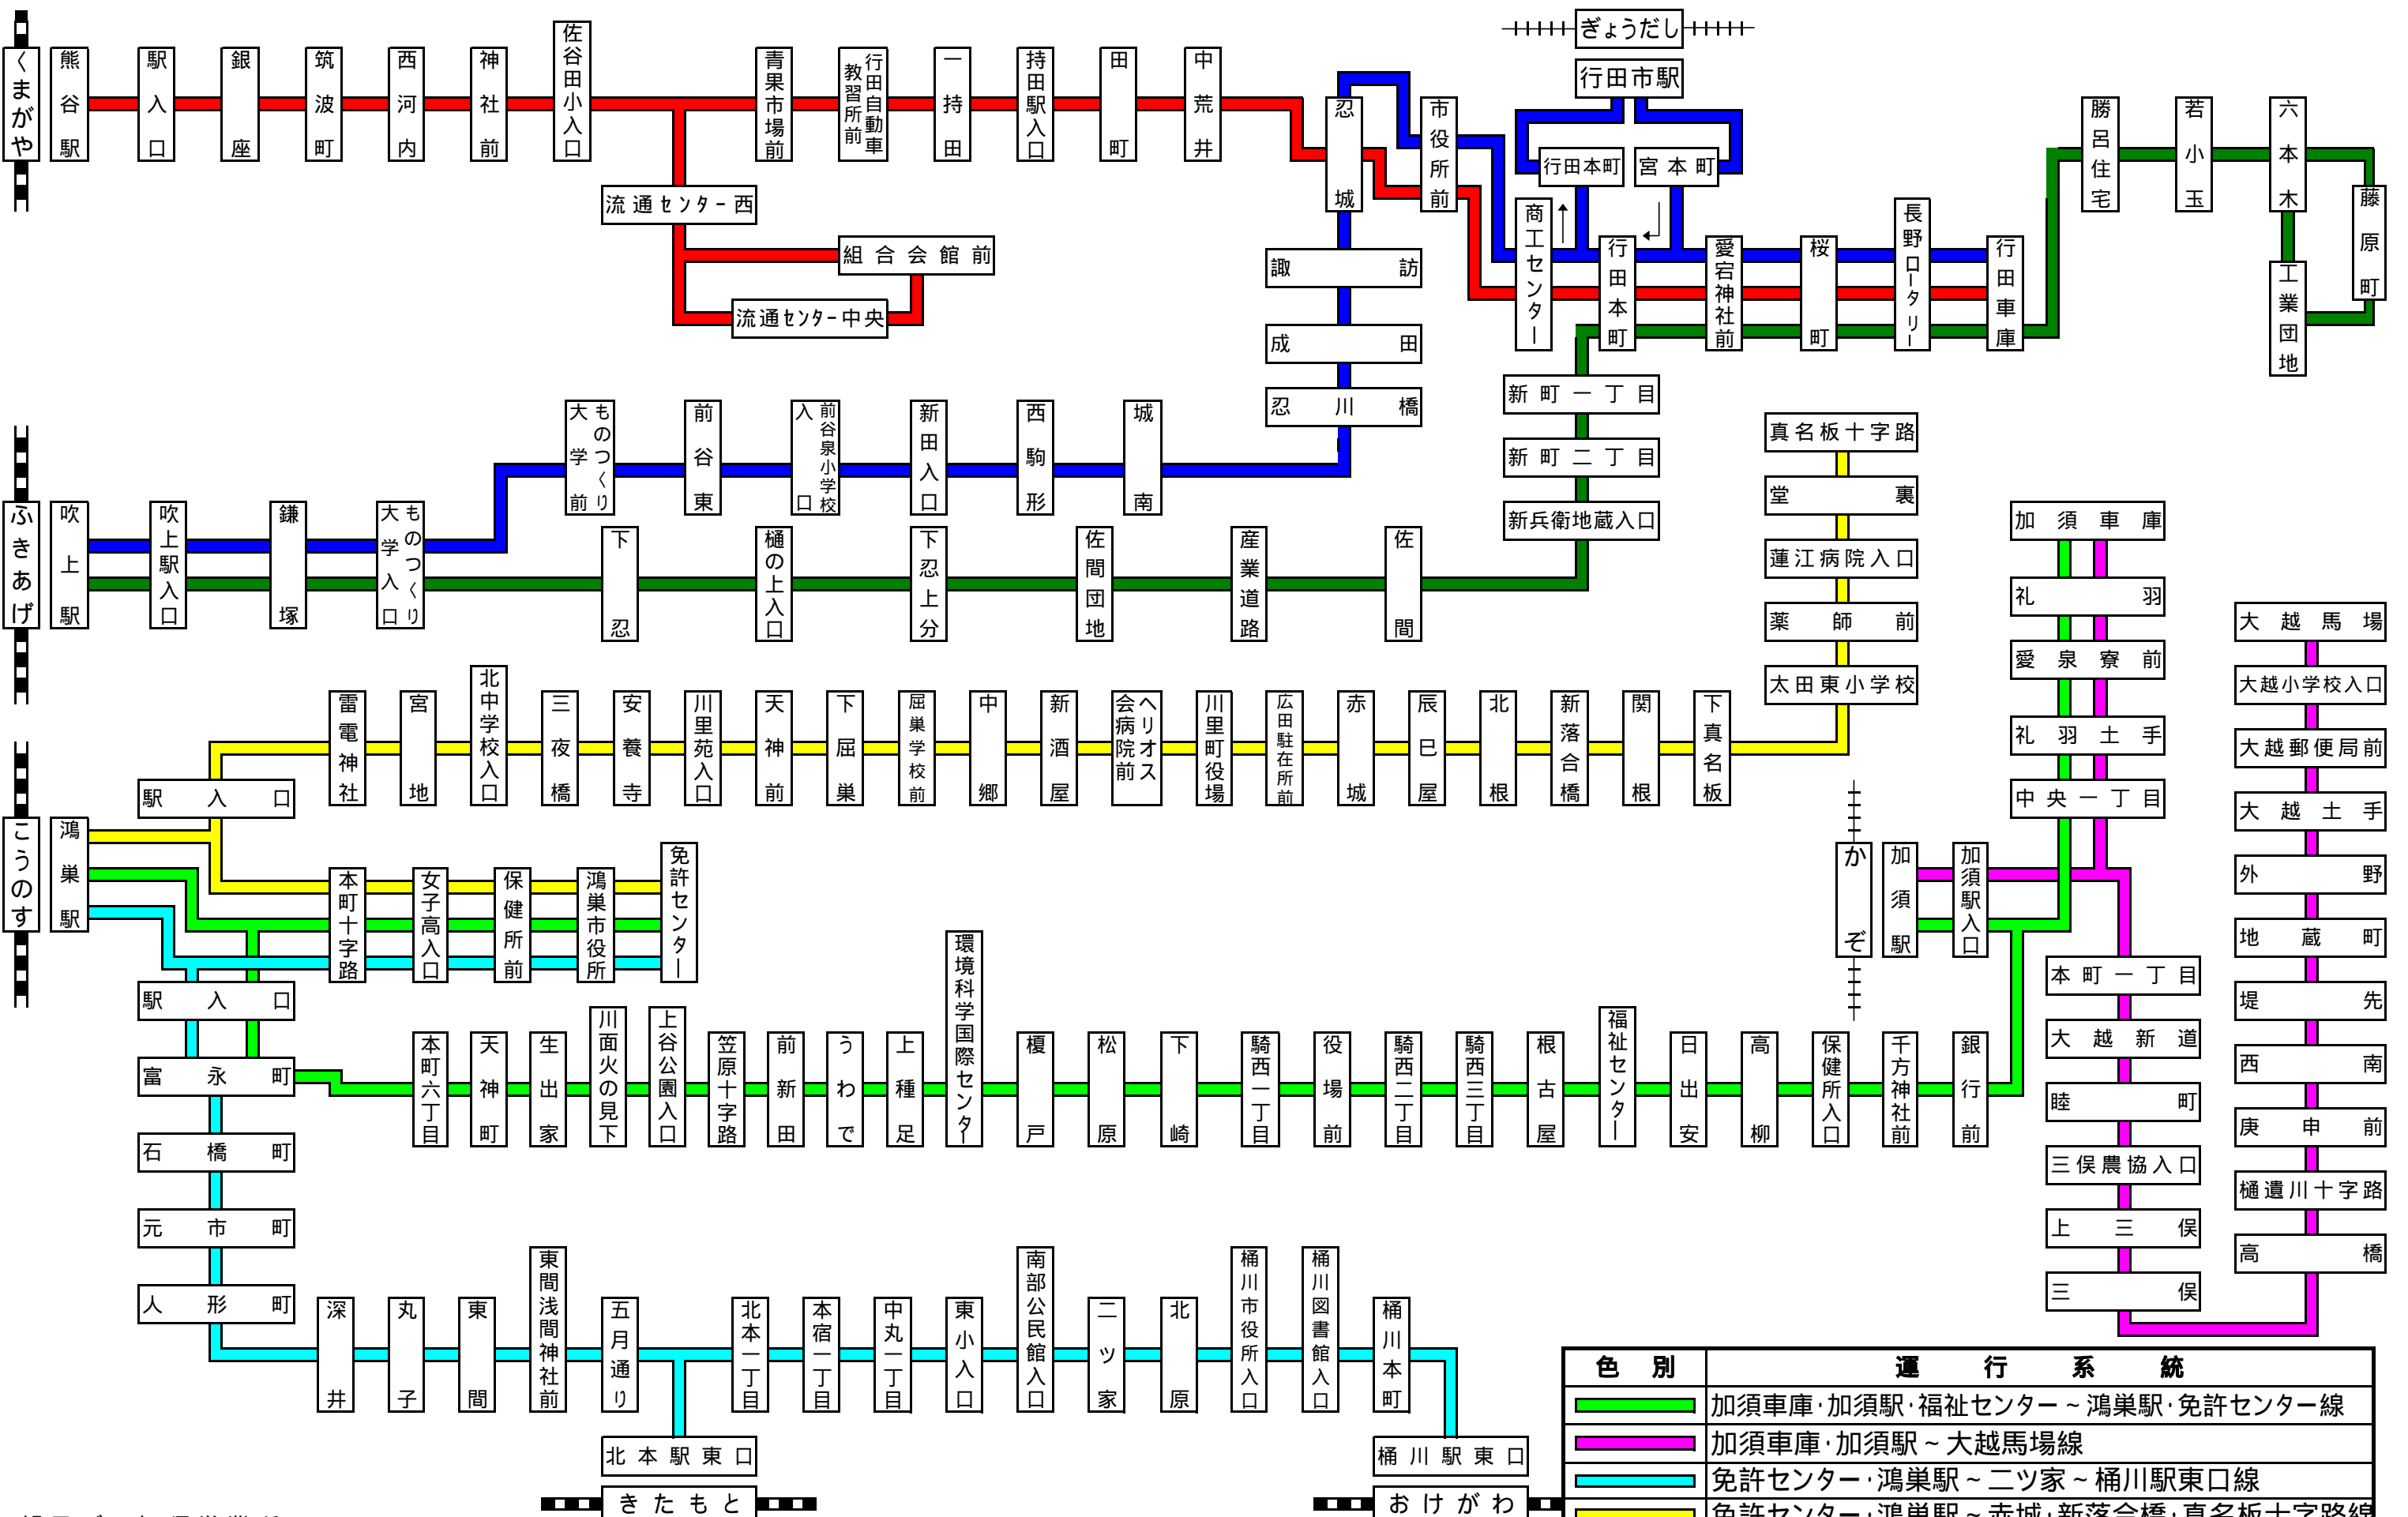 くまがや
熊谷駅
駅入口
銀座
筑波町
西河内
神社前
佐谷田小入口
青果市場前
行田自動車教習所前
一持田
持田駅入口
田町
中荒井
忍城
市役所前
ぎょうだし
行田市駅
行田本町
宮本町
商工センター
行田本町
愛宕神社前
桜町
長野ロータリー
行田車庫
勝呂住宅
若小玉
六本木
藤原町
工業団地
流通センター西
組合会館前
流通センター中央
諏訪
成田
忍川橋
新町一丁目
新町二丁目
新兵衛地蔵入口
ふきあげ
吹上駅
吹上駅入口
鎌塚
ものつくり大学入口
ものつくり大学前
前谷東
前谷泉小学校入口
新田入口
西駒形
城南
下忍
樋の上入口
下忍上分
佐間団地
産業道路
佐間
真名板十字路
堂裏
蓮江病院入口
薬師前
太田東小学校
加須車庫
礼羽
愛泉寮前
礼羽土手
中央一丁目
大越馬場
大越小学校入口
大越郵便局前
大越土手
外野
地蔵町
堤先
西南
庚申前
樋遺川十字路
高橋
こうのす
鴻巣駅
駅入口
雷電神社
宮地
北中学校入口
三夜橋
安養寺
川里苑入口
天神前
下屈巣
屈巣学校前
中郷
新酒屋
ヘリオス会病院前
川里町役場
広田駐在所前
赤城
辰巳屋
北根
新落合橋
関根
下真名板
本町十字路
女子高入口
保健所前
鴻巣市役所
免許センター
かぞ
加須駅
加須駅入口
本町一丁目
大越新道
睦町
三俣農協入口
上三俣
三俣
駅入口
富永町
石橋町
元市町
人形町
本町六丁目
天神町
生出家
川面火の見下
上谷公園入口
笠原十字路
前新田
うわで
上種足
環境科学国際センター
榎戸
松原
下崎
騎西一丁目
役場前
騎西二丁目
騎西三丁目
根古屋
福祉センター
日出安
高柳
保健所入口
千方神社前
銀行前
深井
丸子
東間
東間浅間神社前
五月通り
北本一丁目
本宿一丁目
中丸一丁目
東小入口
南部公民館入口
二ツ家
北原
桶川市役所入口
桶川図書館入口
桶川本町
北本駅東口
きたもと
桶川駅東口
おけがわ
色別 運行系統
加須車庫・加須駅・福祉センター～鴻巣駅・免許センター線
加須車庫・加須駅～大越馬場線
免許センター・鴻巣駅～二ツ家～桶川駅東口線
免許センター・鴻巣駅～赤城・新落合橋・真名板十字路線